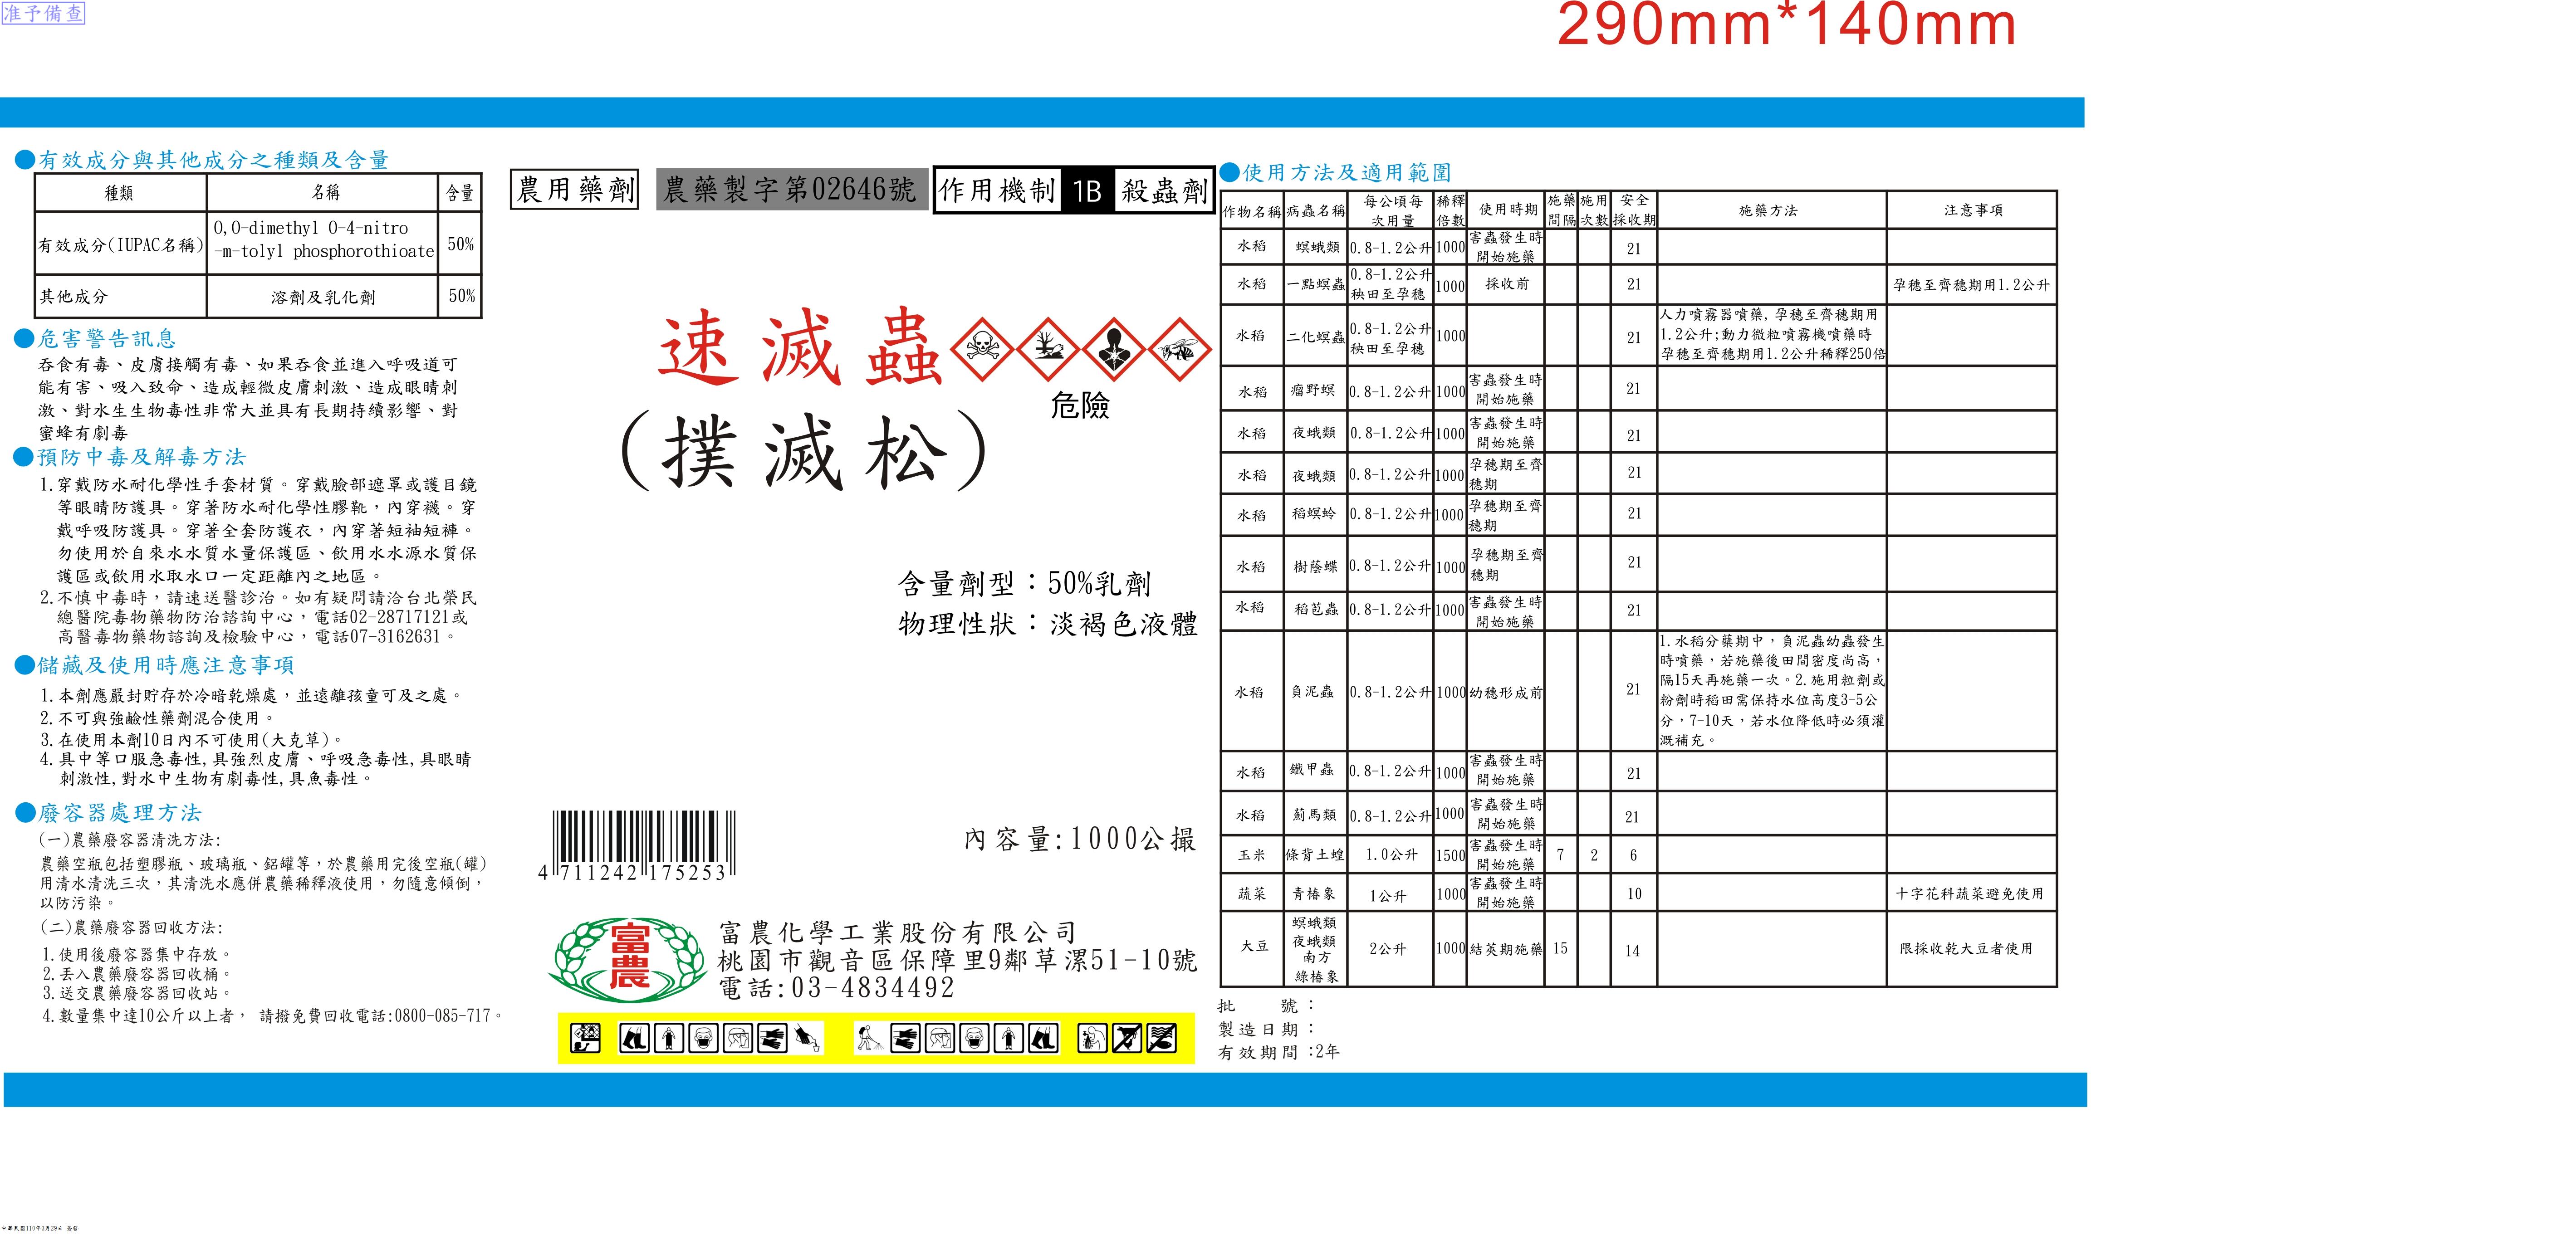 准予備查
290mm*140mm
●有效成分與其他成分之種類及含量
種類 名稱 含量
有效成分(IUPAC名稱) O,O-dimethyl O-4-nitro
-m-tolyl phosphorothioate 50%
其他成分 溶劑及乳化劑 50%
●危害警告訊息
吞食有毒、皮膚接觸有毒、如果吞食並進入呼吸道可
能有害、吸入致命、造成輕微皮膚刺激、造成眼睛刺
激、對水生生物毒性非常大並具有長期持續影響、對
蜜蜂有劇毒
●預防中毒及解毒方法
1.穿戴防水耐化學性手套材質。穿戴臉部遮罩或護目鏡
等眼睛防護具。穿著防水耐化學性膠靴，內穿襪。穿
戴呼吸防護具。穿著全套防護衣，內穿著短袖短褲。
勿使用於自來水水質水量保護區、飲用水水源水質保
護區或飲用水取水口一定距離內之地區。
2.不慎中毒時，請速送醫診治。如有疑問請洽台北榮民
總醫院毒物藥物防治諮詢中心，電話02-28717121或
高醫毒物藥物諮詢及檢驗中心，電話07-3162631。
●儲藏及使用時應注意事項
1.本劑應嚴封貯存於冷暗乾燥處，並遠離孩童可及之處。
2.不可與強鹼性藥劑混合使用。
3.在使用本劑10日內不可使用(大克草)。
4.具中等口服急毒性,具強烈皮膚、呼吸急毒性,具眼睛
刺激性,對水中生物有劇毒性,具魚毒性。
●廢容器處理方法
(一)農藥廢容器清洗方法:
農藥空瓶包括塑膠瓶、玻璃瓶、鋁罐等，於農藥用完後空瓶(罐)
用清水清洗三次，其清洗水應併農藥稀釋液使用，勿隨意傾倒，
以防污染。
(二)農藥廢容器回收方法:
1.使用後廢容器集中存放。
2.丟入農藥廢容器回收桶。
3.送交農藥廢容器回收站。
4.數量集中達10公斤以上者， 請撥免費回收電話:0800-085-717。
農用藥劑 農藥製字第02646號 作用機制 1B 殺蟲劑
速滅蟲
危險
(撲滅松)
含量劑型：50%乳劑
物理性狀：淡褐色液體
內容量:1000公撮
4 711242 175253
富農
富農化學工業股份有限公司
桃園市觀音區保障里9鄰草漯51-10號
電話:03-4834492
●使用方法及適用範圍
作物名稱 病蟲名稱 每公頃每次用量 稀釋倍數 使用時期 施藥間隔 施用次數 安全採收期 施藥方法 注意事項
水稻 螟蛾類 0.8-1.2公升 1000 害蟲發生時開始施藥 21
水稻 一點螟蟲 0.8-1.2公升秧田至孕穗 1000 採收前 21 孕穗至齊穗期用1.2公升
水稻 二化螟蟲 0.8-1.2公升秧田至孕穗 1000 21 人力噴霧器噴藥,孕穗至齊穗期用
1.2公升;動力微粒噴霧機噴藥時
孕穗至齊穗期用1.2公升稀釋250倍
水稻 瘤野螟 0.8-1.2公升 1000 害蟲發生時開始施藥 21
水稻 夜蛾類 0.8-1.2公升 1000 害蟲發生時開始施藥 21
水稻 夜蛾類 0.8-1.2公升 1000 孕穗期至齊穗期 21
水稻 稻螟蛉 0.8-1.2公升 1000 孕穗期至齊穗期 21
水稻 樹蔭蝶 0.8-1.2公升 1000 孕穗期至齊穗期 21
水稻 稻苞蟲 0.8-1.2公升 1000 害蟲發生時開始施藥 21
水稻 負泥蟲 0.8-1.2公升 1000 幼穗形成前 21 1.水稻分蘗期中，負泥蟲幼蟲發生
時噴藥，若施藥後田間密度尚高，
隔15天再施藥一次。2.施用粒劑或
粉劑時稻田需保持水位高度3-5公
分，7-10天，若水位降低時必須灌
溉補充。
水稻 鐵甲蟲 0.8-1.2公升 1000 害蟲發生時開始施藥 21
水稻 薊馬類 0.8-1.2公升 1000 害蟲發生時開始施藥 21
玉米 條背土蝗 1.0公升 1500 害蟲發生時開始施藥 7 2 6
蔬菜 青椿象 1公升 1000 害蟲發生時開始施藥 10 十字花科蔬菜避免使用
大豆 螟蛾類 夜蛾類 南方綠椿象 2公升 1000 結莢期施藥 15 14 限採收乾大豆者使用
批　　號：
製造日期：
有效期間:2年
中華民國110年3月29日 簽發